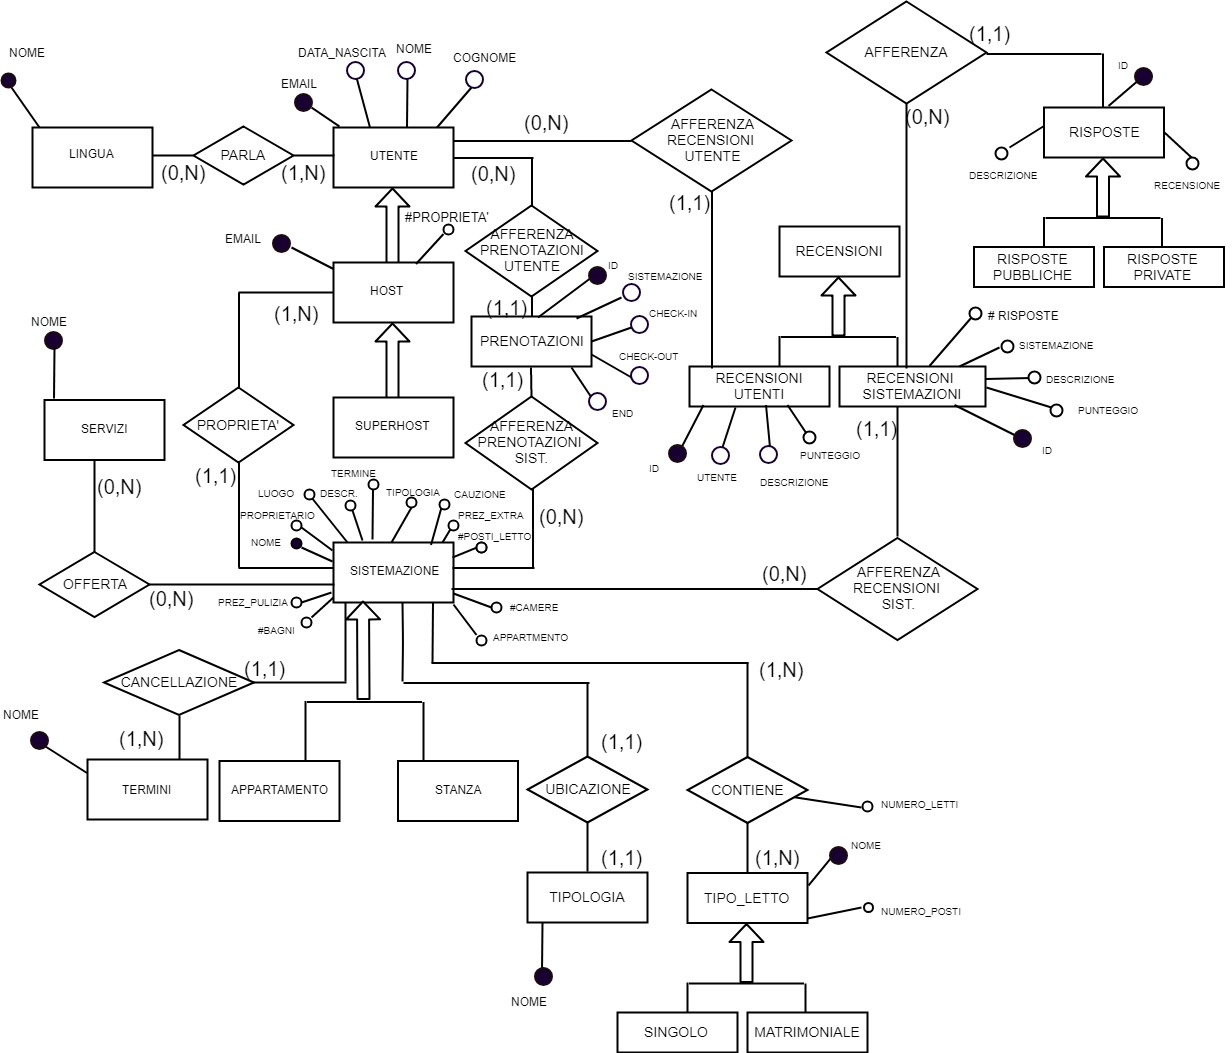 NOME
DATA_NASCITA
NOME
COGNOME
EMAIL
LINGUA
(0,N)
PARLA
(1,N)
UTENTE
(0,N)
(0,N)
AFFERENZA
RECENSIONI
UTENTE
(1,1)
AFFERENZA
(1,1)
(0,N)
ID
RISPOSTE
DESCRIZIONE
RECENSIONE
RISPOSTE
PUBBLICHE
RISPOSTE
PRIVATE
#PROPRIETA'
EMAIL
HOST
(1,N)
AFFERENZA
PRENOTAZIONI
UTENTE
(1,1)
ID
SISTEMAZIONE
CHECK-IN
PRENOTAZIONI
CHECK-OUT
END
(1,1)
RECENSIONI
RECENSIONI
UTENTI
ID
UTENTE
DESCRIZIONE
PUNTEGGIO
# RISPOSTE
SISTEMAZIONE
RECENSIONI
SISTEMAZIONI
DESCRIZIONE
PUNTEGGIO
ID
(1,1)
NOME
SERVIZI
(0,N)
PROPRIETA'
(1,1)
SUPERHOST
AFFERENZA
PRENOTAZIONI
SIST.
(0,N)
TERMINE
LUOGO
DESCR.
TIPOLOGIA
CAUZIONE
PROPRIETARIO
PREZ_EXTRA
NOME
#POSTI_LETTO
SISTEMAZIONE
OFFERTA
(0,N)
PREZ_PULIZIA
#BAGNI
#CAMERE
APPARTMENTO
(0,N)
AFFERENZA
RECENSIONI
SIST.
CANCELLAZIONE
(1,1)
(1,N)
NOME
(1,N)
TERMINI
APPARTAMENTO
STANZA
(1,1)
UBICAZIONE
(1,1)
TIPOLOGIA
NOME
CONTIENE
NUMERO_LETTI
(1,N)
NOME
TIPO_LETTO
NUMERO_POSTI
SINGOLO
MATRIMONIALE